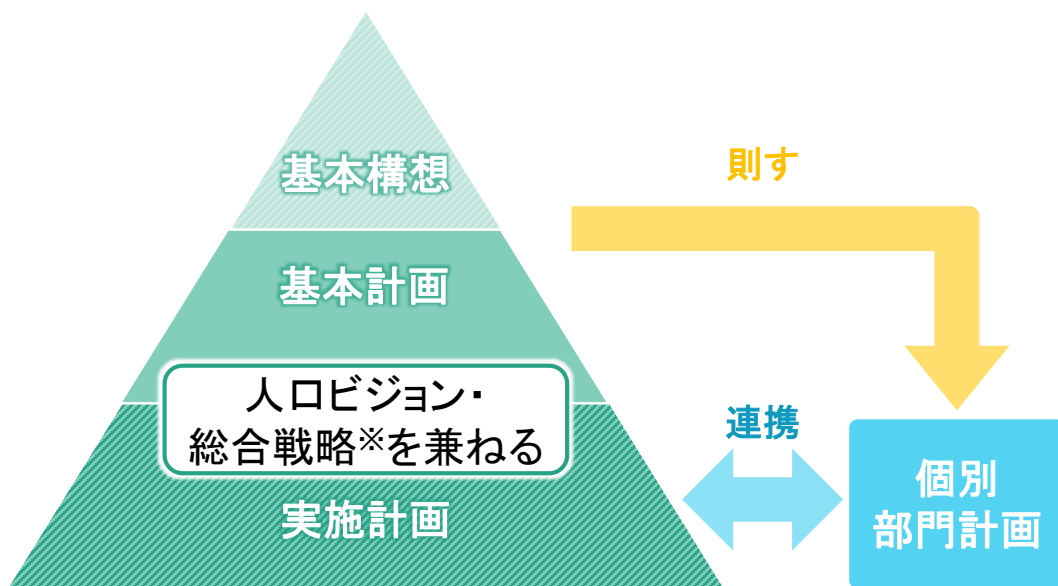 基本構想
則す
基本計画
人口ビジョン・
総合戦略※を兼ねる
連携
実施計画
個別
部門計画